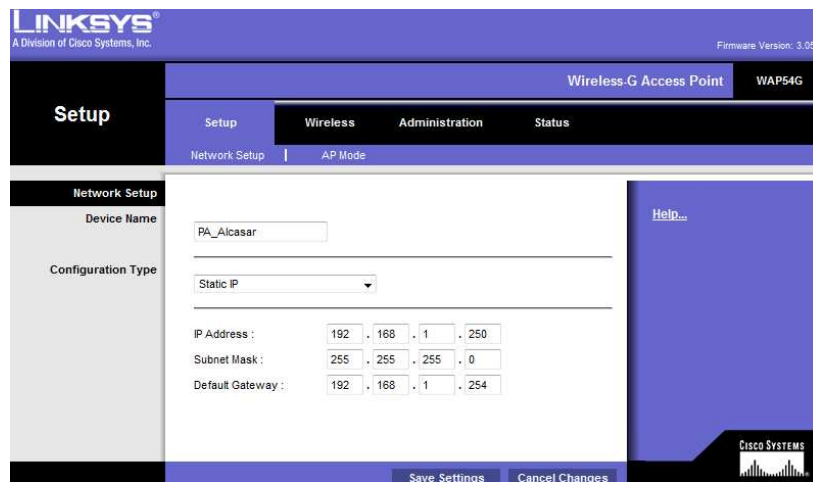 LINKSYS®
A Division of Cisco Systems, Inc.
Firmware Version: 3.05
Wireless-G Access Point WAP54G
Setup
Setup Wireless Administration Status
Network Setup | AP Mode
Network Setup
Device Name
PA_Alcasar
Help...
Configuration Type
Static IP
IP Address : 192 . 168 . 1 . 250
Subnet Mask : 255 . 255 . 255 . 0
Default Gateway : 192 . 168 . 1 . 254
CISCO SYSTEMS
Save Settings Cancel Changes